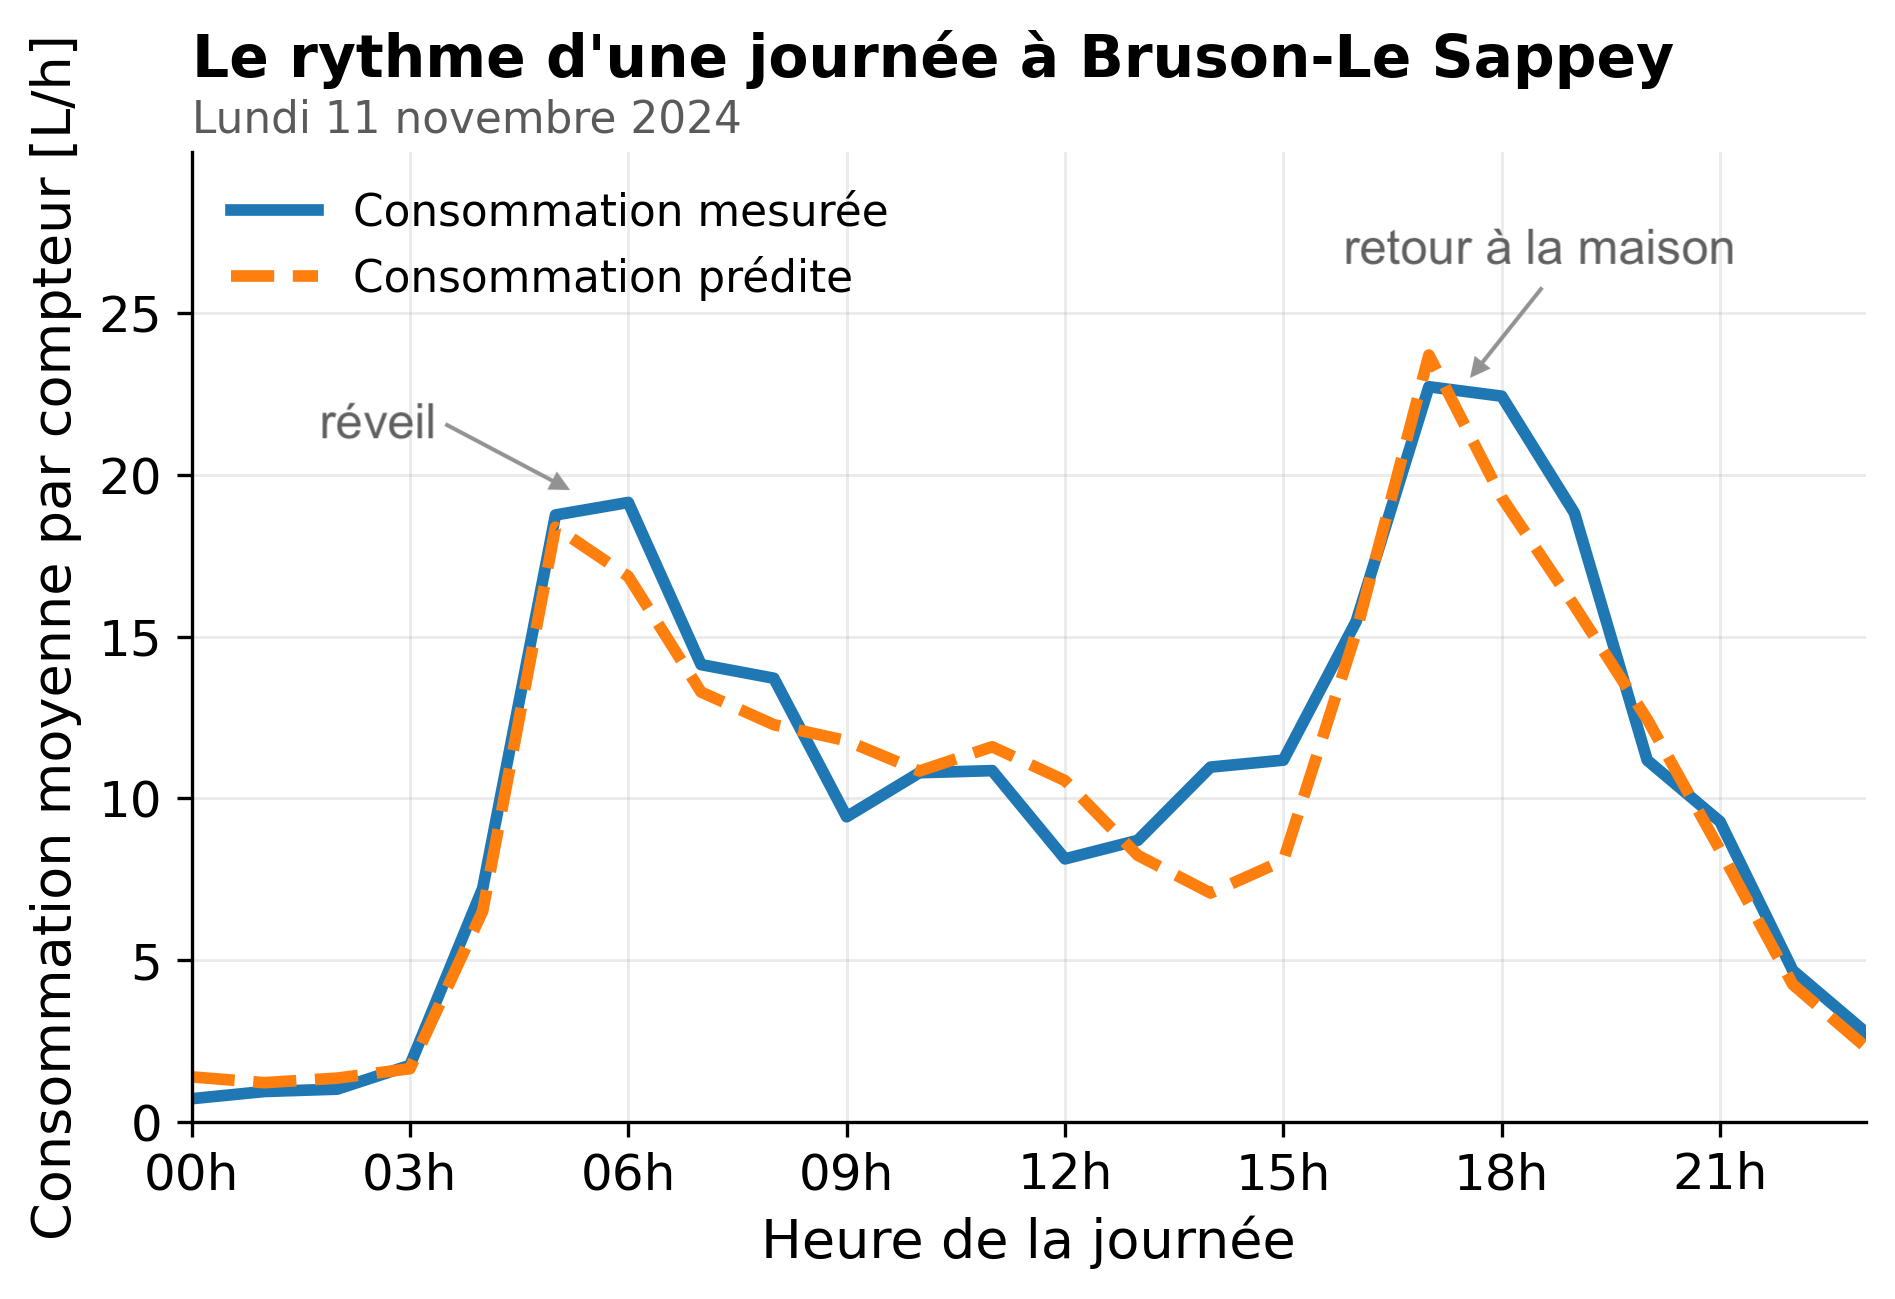 Le rythme d'une journée à Bruson-Le Sappey
Lundi 11 novembre 2024
Consommation moyenne par compteur [L/h]
Consommation mesurée
Consommation prédite
retour à la maison
réveil
25
20
15
10
5
0
00h 03h 06h 09h 12h 15h 18h 21h
Heure de la journée